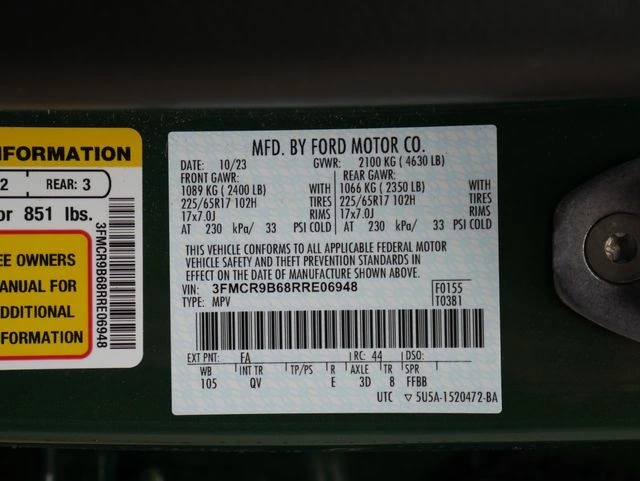 NFORMATION
2 REAR: 3
or 851 lbs.
EE OWNERS
ANUAL FOR
DDITIONAL
3FMCR9B68RRE06948
MFD. BY FORD MOTOR CO.
DATE: 10/23 GVWR: 2100 KG ( 4630 LB)
FRONT GAWR: REAR GAWR:
1089 KG ( 2400 LB) WITH 1066 KG ( 2350 LB) WITH
225/65R17 102H TIRES 225/65R17 102H TIRES
17x7.0J RIMS 17x7.0J RIMS
AT 230 kPa/ 33 PSI COLD AT 230 kPa/ 33 PSI COLD
THIS VEHICLE CONFORMS TO ALL APPLICABLE FEDERAL MOTOR
VEHICLE SAFETY AND THEFT PREVENTION STANDARDS IN
EFFECT ON THE DATE OF MANUFACTURE SHOWN ABOVE.
VIN: 3FMCR9B68RRE06948 F0155
TYPE: MPV T0381
EXT PNT: FA RC: 44 DSO:
WB INT TR TP/PS R AXLE TR SPR
105 QV E 3D 8 FFBB
UTC ▽ 5U5A-1520472-BA